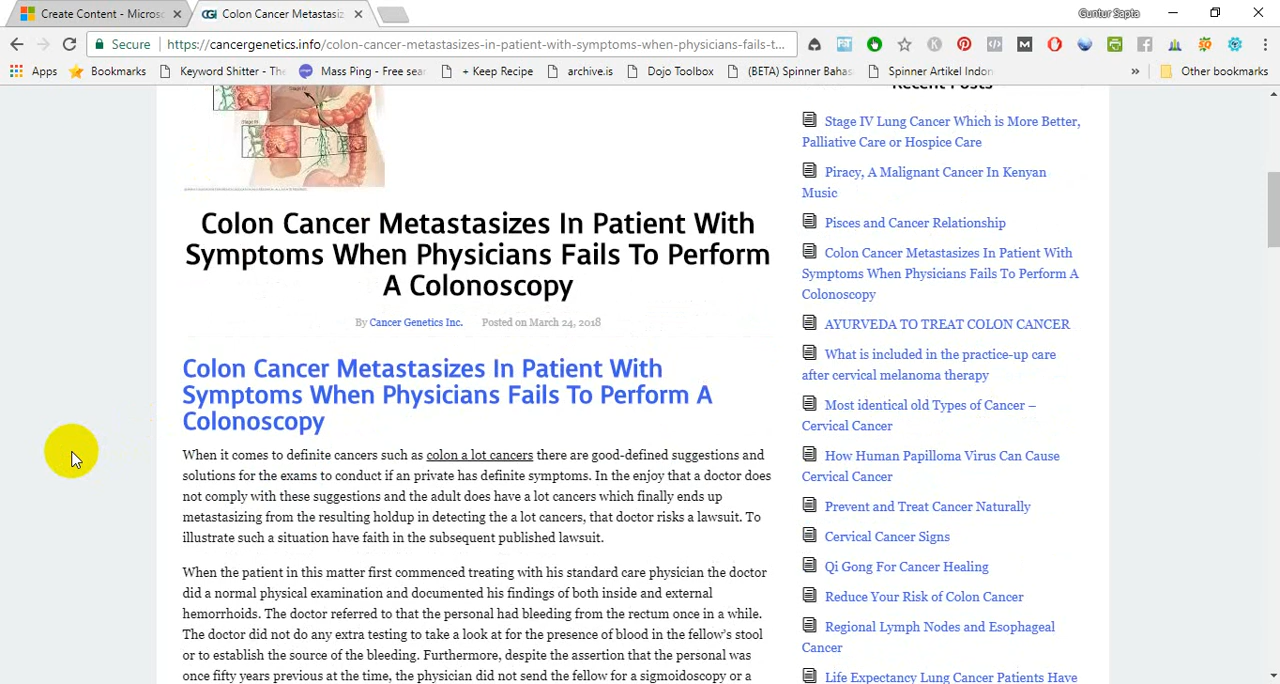 Create Content - Micros
Colon Cancer Metastasiz
Guntur Sapta
Secure
https://cancergenetics.info/colon-cancer-metastasizes-in-patient-with-symptoms-when-physicians-fails-t...
Apps
Bookmarks
Keyword Shitter - The
Mass Ping - Free sear
+ Keep Recipe
archive.is
Dojo Toolbox
(BETA) Spinner Bahas
Spinner Artikel Indon
»
Other bookmarks
Colon Cancer Metastasizes In Patient With
Symptoms When Physicians Fails To Perform
A Colonoscopy
By Cancer Genetics Inc. Posted on March 24, 2018
Colon Cancer Metastasizes In Patient With
Symptoms When Physicians Fails To Perform A
Colonoscopy
When it comes to definite cancers such as colon a lot cancers there are good-defined suggestions and
solutions for the exams to conduct if an private has definite symptoms. In the enjoy that a doctor does
not comply with these suggestions and the adult does have a lot cancers which finally ends up
metastasizing from the resulting holdup in detecting the a lot cancers, that doctor risks a lawsuit. To
illustrate such a situation have faith in the subsequent published lawsuit.
When the patient in this matter first commenced treating with his standard care physician the doctor
did a normal physical examination and documented his findings of both inside and external
hemorrhoids. The doctor referred to that the personal had bleeding from the rectum once in a while.
The doctor did not do any extra testing to take a look at for the presence of blood in the fellow's stool
or to establish the source of the bleeding. Furthermore, despite the assertion that the personal was
once fifty years previous at the time, the physician did not send the fellow for a sigmoidoscopy or a
Recent Posts
Stage IV Lung Cancer Which is More Better,
Palliative Care or Hospice Care
Piracy, A Malignant Cancer In Kenyan
Music
Pisces and Cancer Relationship
Colon Cancer Metastasizes In Patient With
Symptoms When Physicians Fails To Perform A
Colonoscopy
AYURVEDA TO TREAT COLON CANCER
What is included in the practice-up care
after cervical melanoma therapy
Most identical old Types of Cancer –
Cervical Cancer
How Human Papilloma Virus Can Cause
Cervical Cancer
Prevent and Treat Cancer Naturally
Cervical Cancer Signs
Qi Gong For Cancer Healing
Reduce Your Risk of Colon Cancer
Regional Lymph Nodes and Esophageal
Cancer
Life Expectancy Lung Cancer Patients Have